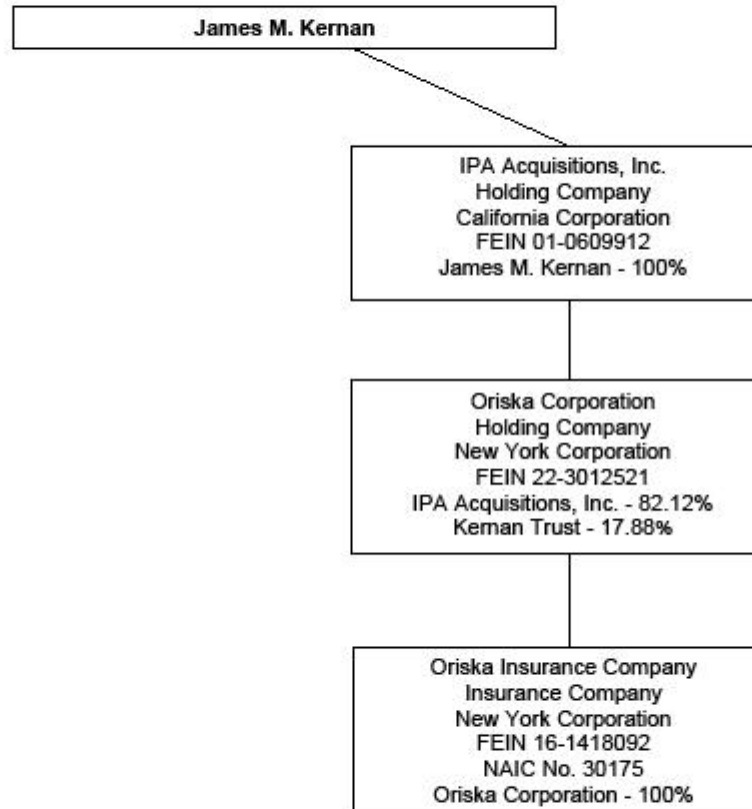 James M. Kernan
IPA Acquisitions, Inc.
Holding Company
California Corporation
FEIN 01-0609912
James M. Kernan - 100%
Oriska Corporation
Holding Company
New York Corporation
FEIN 22-3012521
IPA Acquisitions, Inc. - 82.12%
Kernan Trust - 17.88%
Oriska Insurance Company
Insurance Company
New York Corporation
FEIN 16-1418092
NAIC No. 30175
Oriska Corporation - 100%